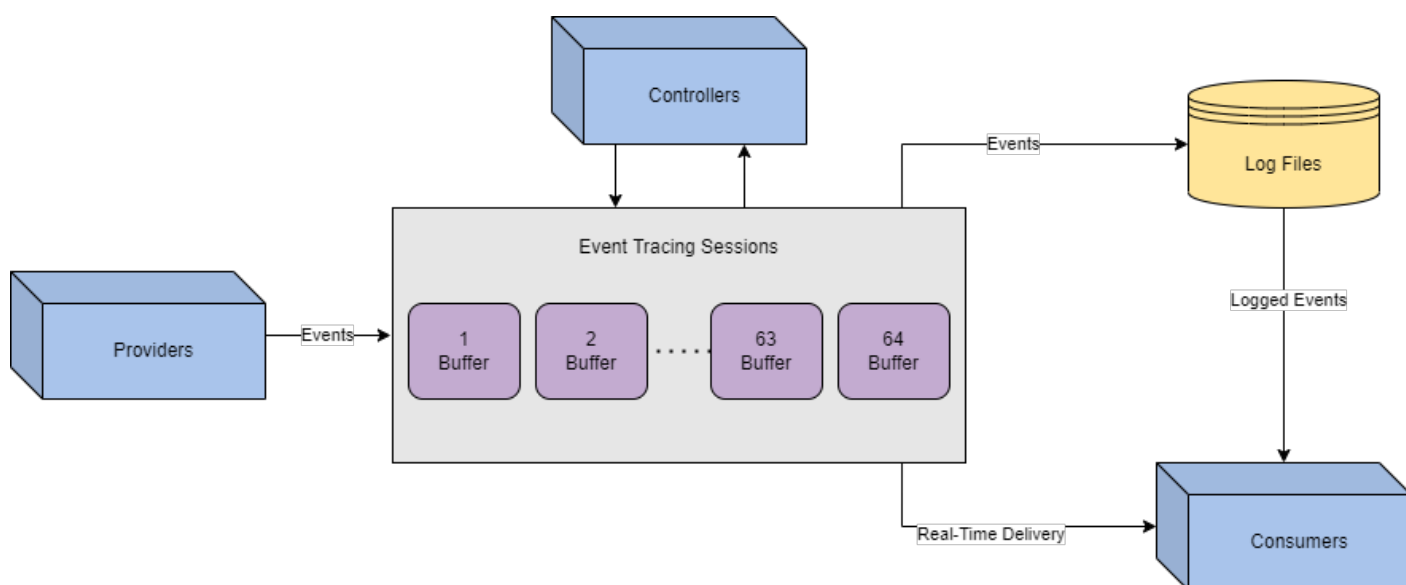 Controllers
Events
Log Files
Event Tracing Sessions
Logged Events
Providers
Events
1
Buffer
2
Buffer
.....
63
Buffer
64
Buffer
Real-Time Delivery
Consumers